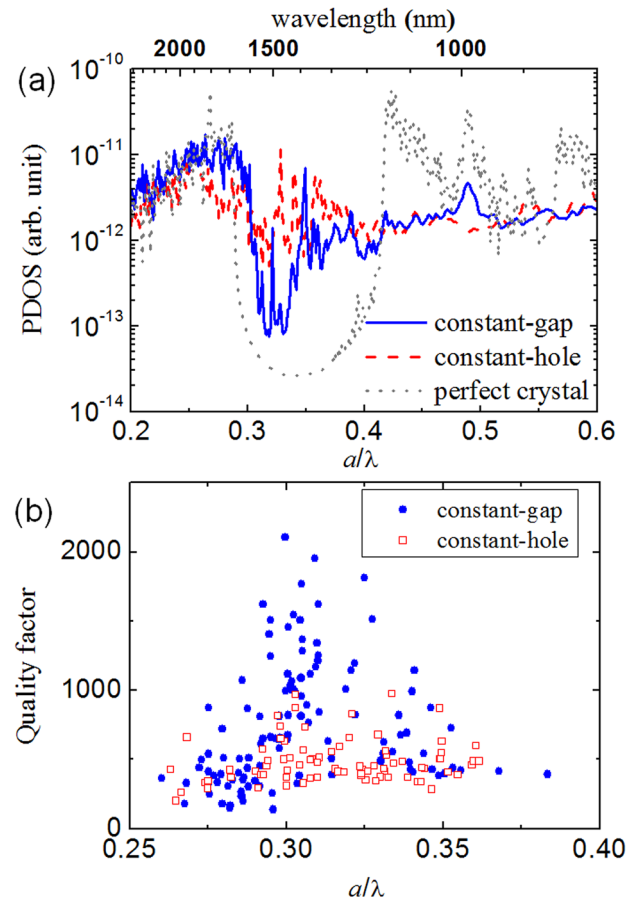 wavelength (nm)
2000 1500 1000
(a)
PDOS (arb. unit)
10-10
10-11
10-12
10-13
10-14
constant-gap
constant-hole
perfect crystal
0.2 0.3 0.4 0.5 0.6
a/λ
(b)
Quality factor
2000
1000
0
constant-gap
constant-hole
0.25 0.30 0.35 0.40
a/λ